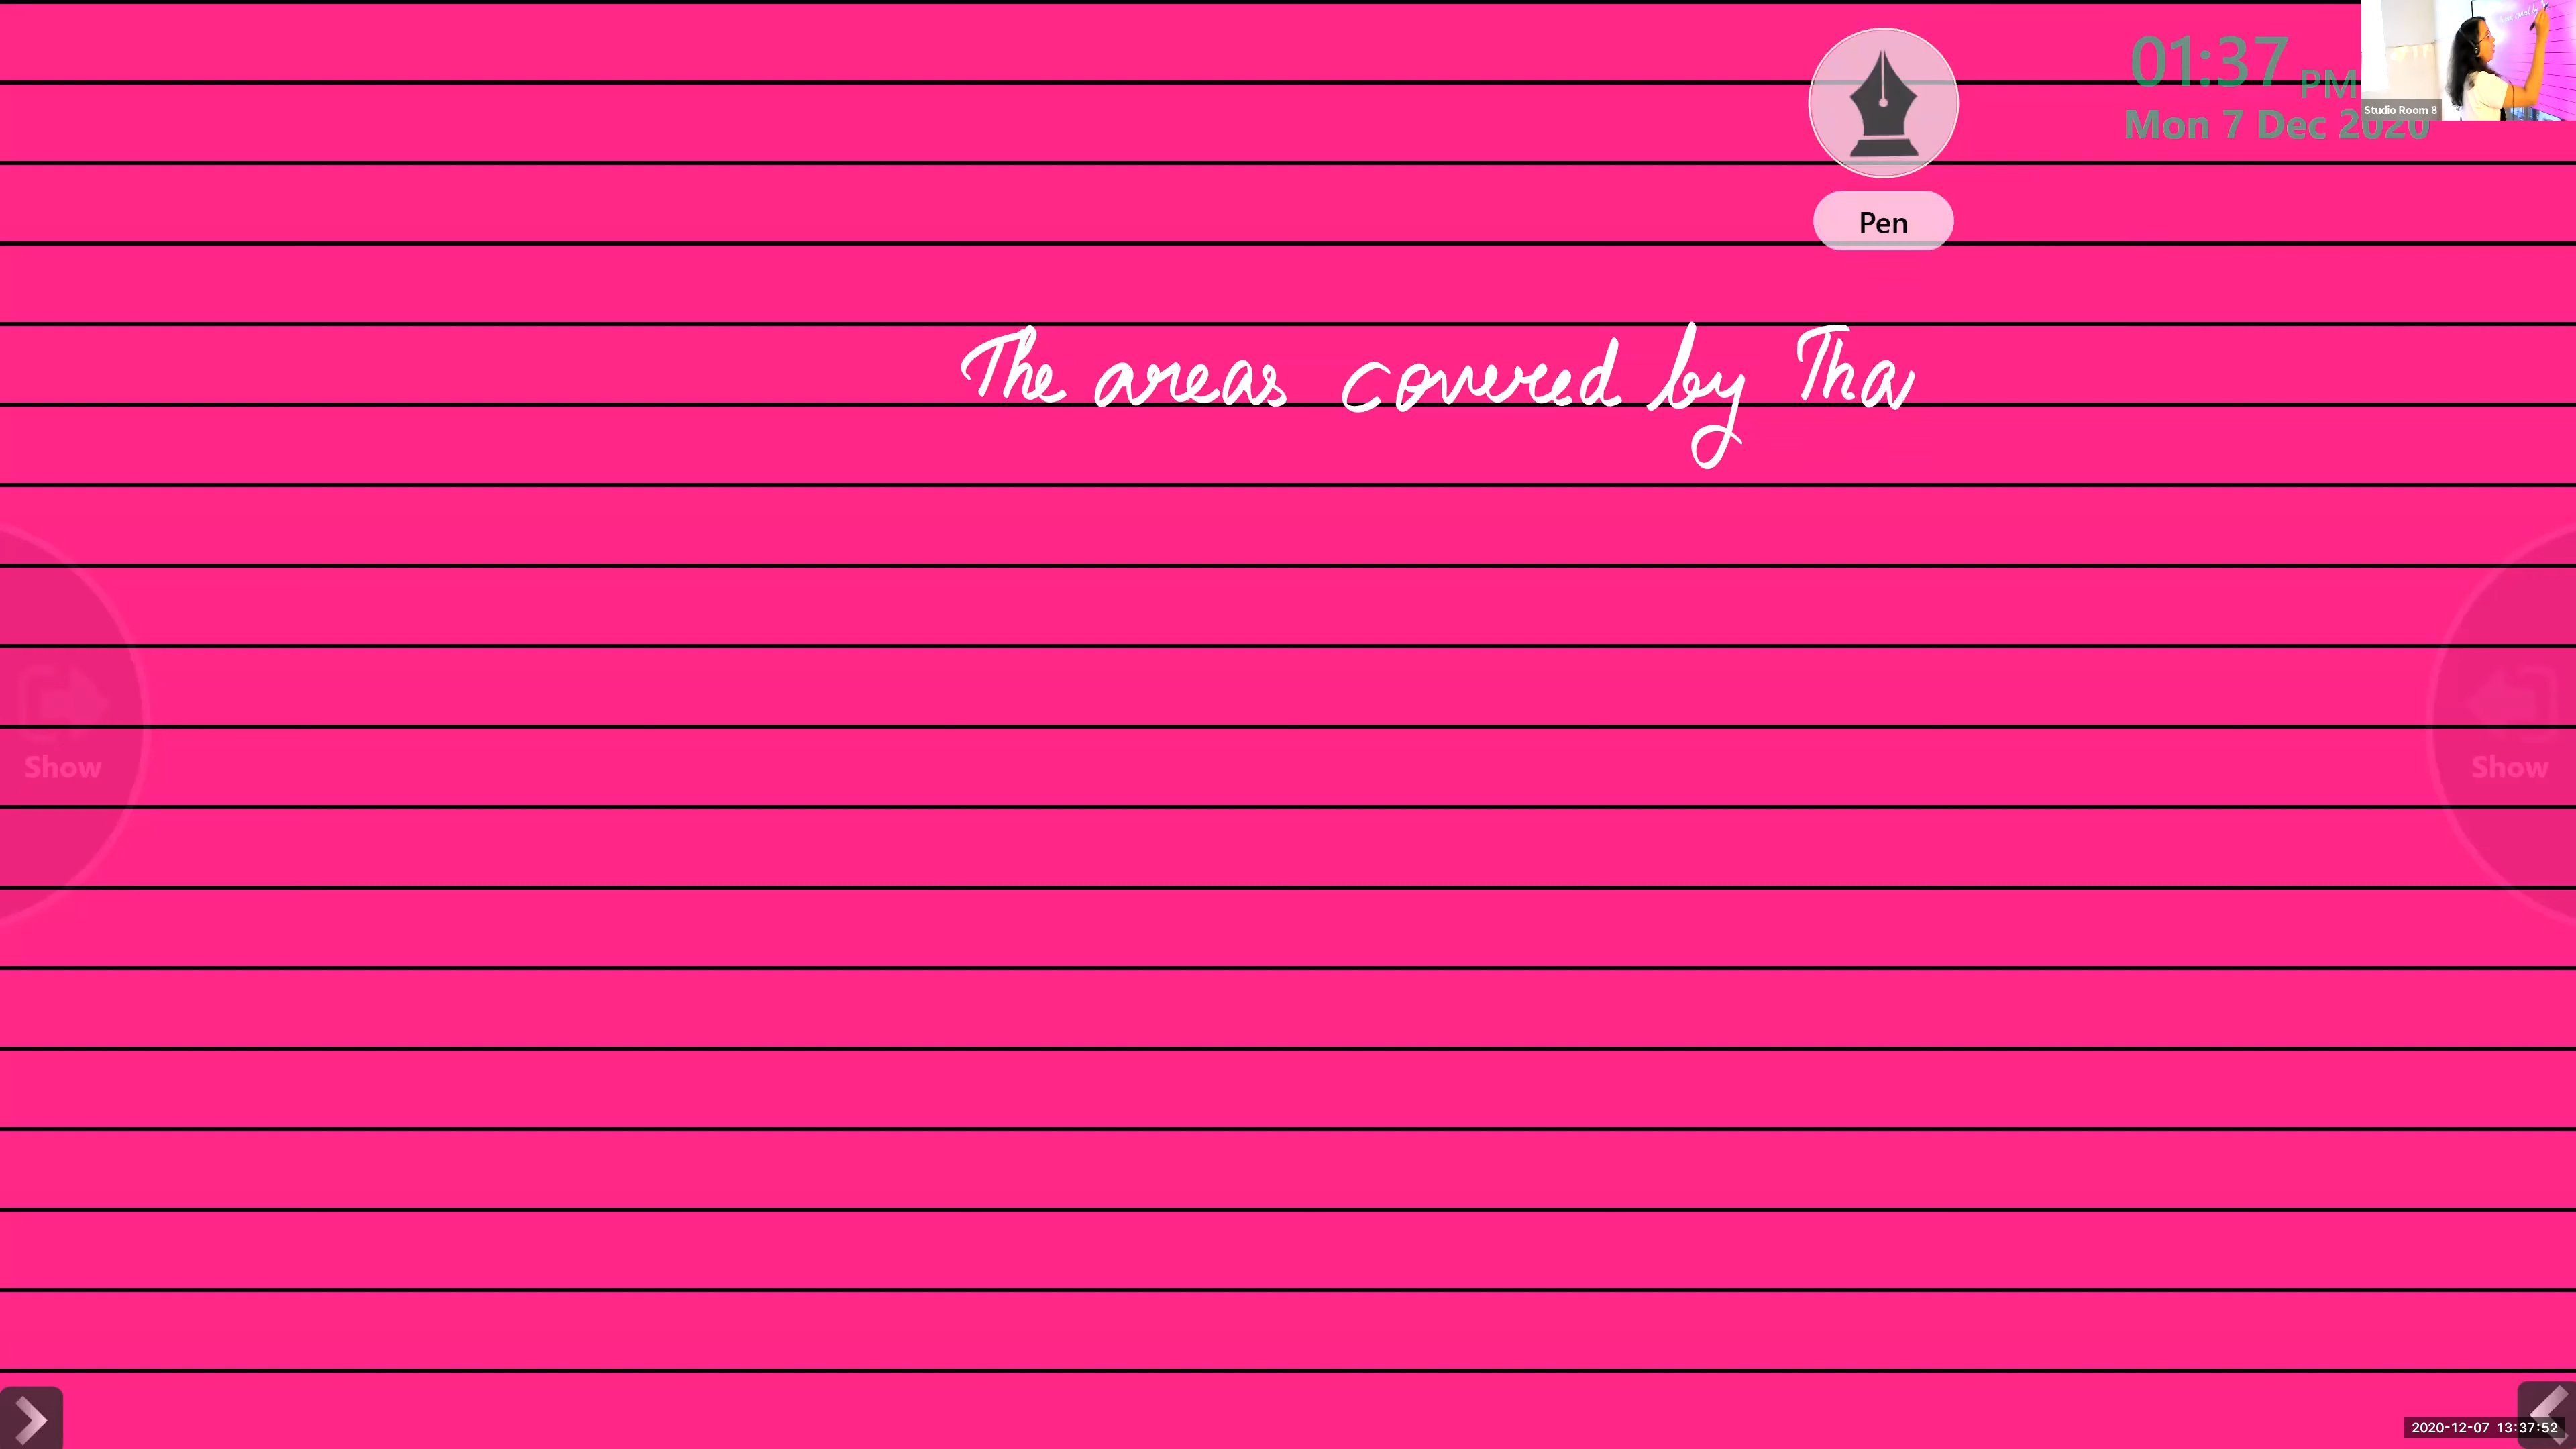 01:37 PM
Mon 7 Dec 2020
Studio Room 8
Pen
The areas covered by Tha
Show
Show
2020-12-07 13:37:52